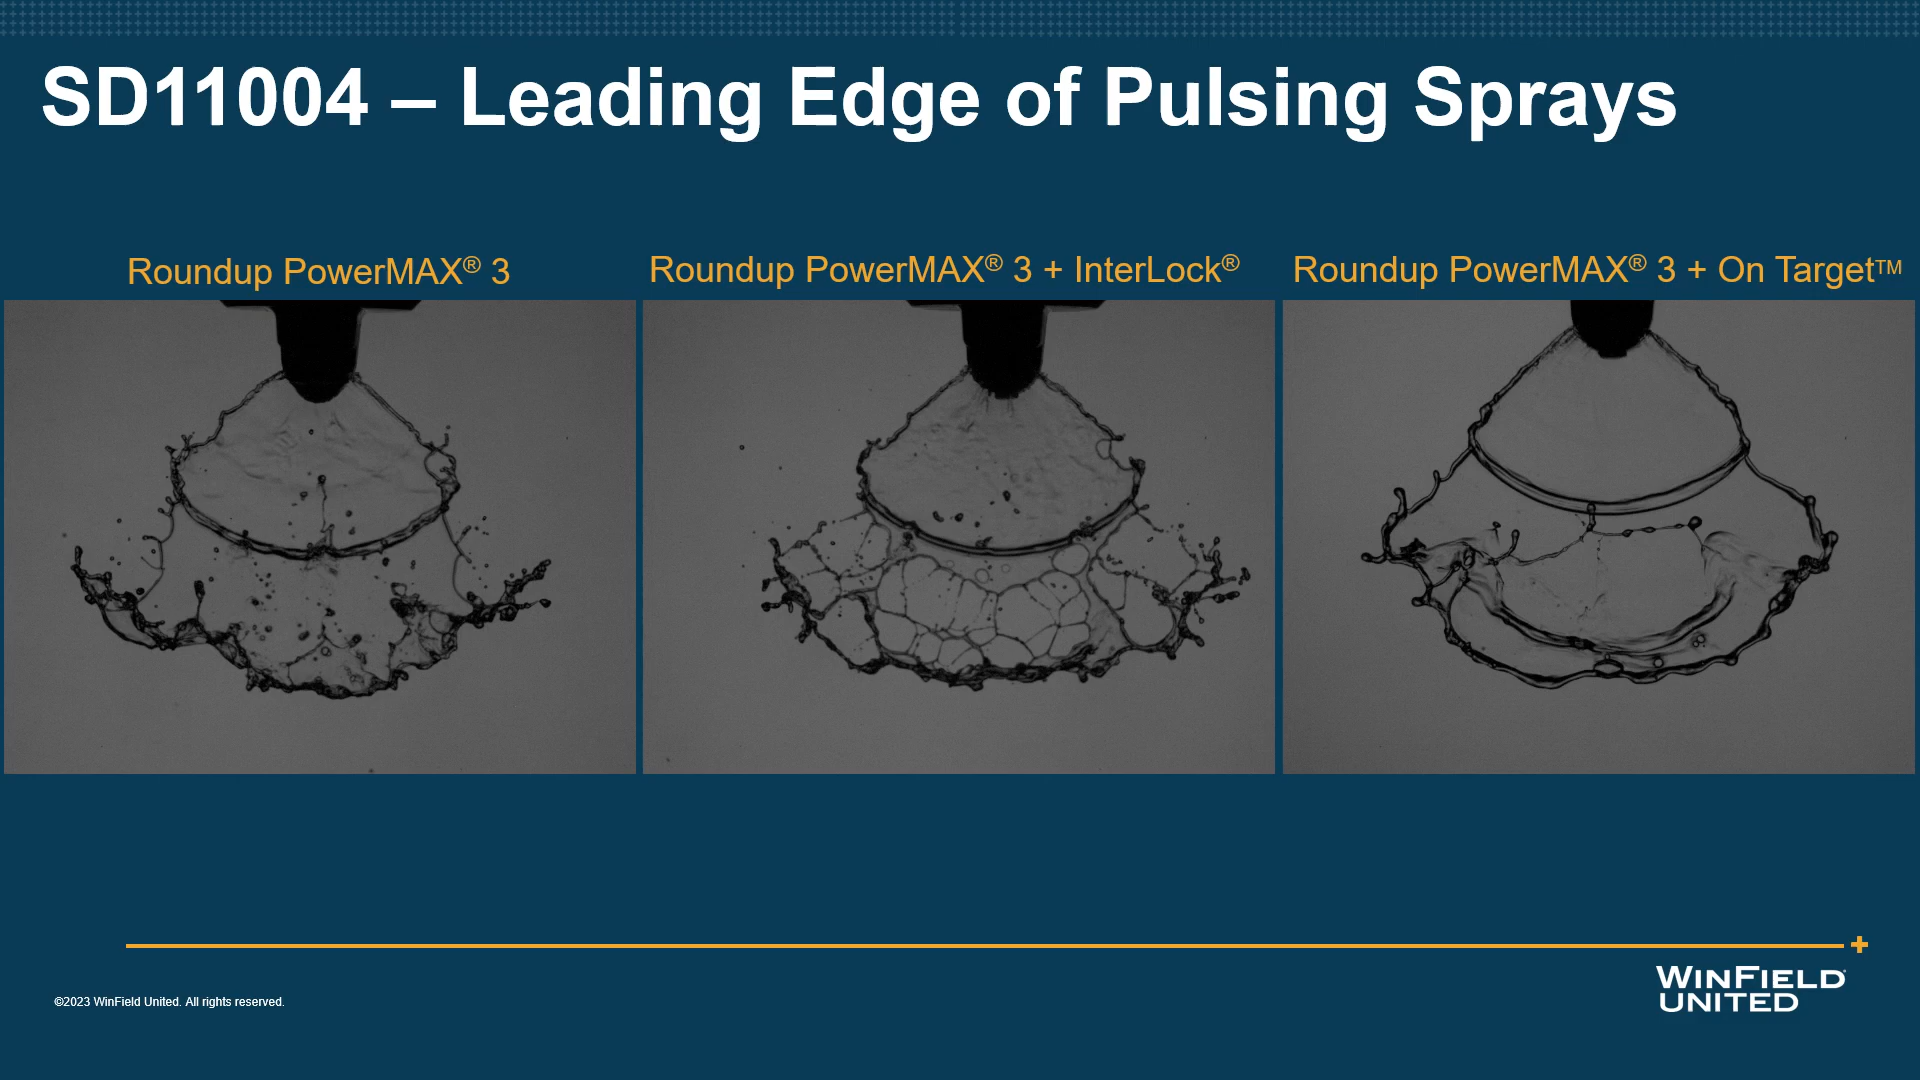 SD11004 – Leading Edge of Pulsing Sprays
Roundup PowerMAX® 3
Roundup PowerMAX® 3 + InterLock®
Roundup PowerMAX® 3 + On Target™
©2023 WinField United. All rights reserved.
WINFIELD
UNITED